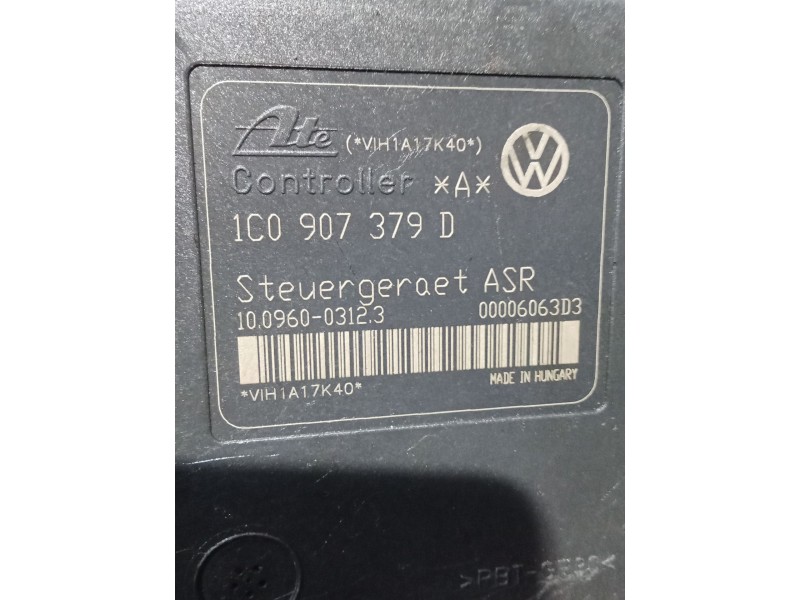 Ate (*VIH1A17K40*)
Controller *A*
1C0 907 379 D
Steuergeraet ASR
10.0960-0312.3 00006063D3
*VIH1A17K40*
MADE IN HUNGARY